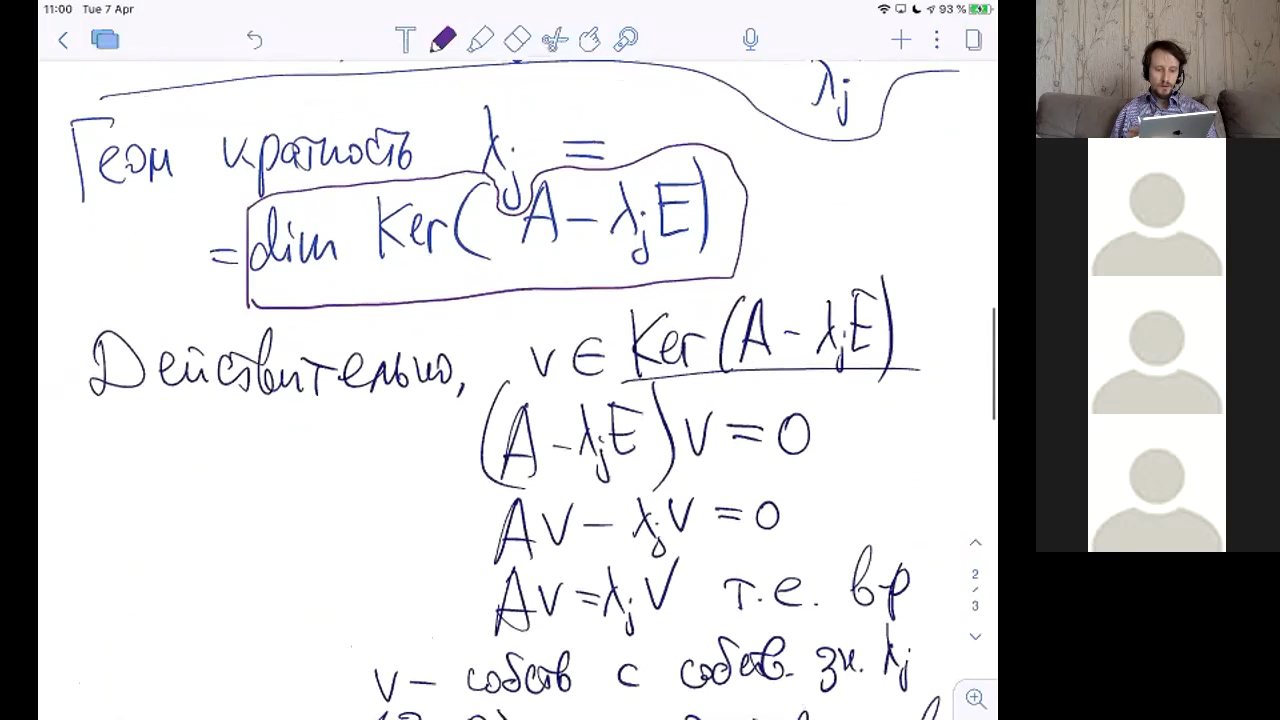 11:00 Tue 7 Apr 93 %
λj
Геом кратность λj =
= dim Ker(A − λjE)
Действительно, v ∈ Ker(A − λjE)
(A − λjE)v = 0
Av − λjv = 0
Av = λjv т.е. в-р
v − собств с собств. зн. λj
2
3